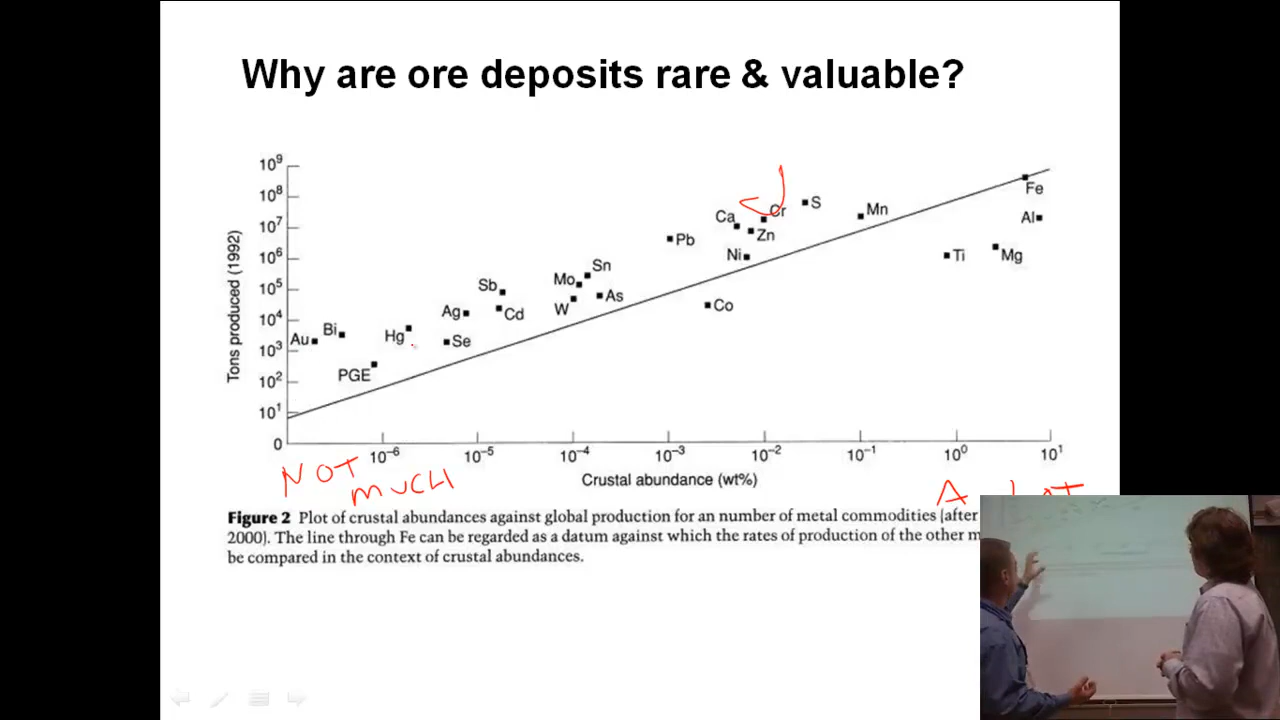 Why are ore deposits rare & valuable?
Tons produced (1992)
10⁹
10⁸
10⁷
10⁶
10⁵
10⁴
10³
10²
10¹
0
Fe
Al
S
Mn
Ca
Cr
Zn
Pb
Ni
Ti
Mg
Sn
Mo
As
W
Co
Sb
Cd
Ag
Se
Au
Bi
Hg
PGE
10⁻⁶
10⁻⁵
10⁻⁴
10⁻³
10⁻²
10⁻¹
10⁰
10¹
Crustal abundance (wt%)
NOT
MUCH
A
Figure 2 Plot of crustal abundances against global production for an number of metal commodities (after
2000). The line through Fe can be regarded as a datum against which the rates of production of the other
be compared in the context of crustal abundances.